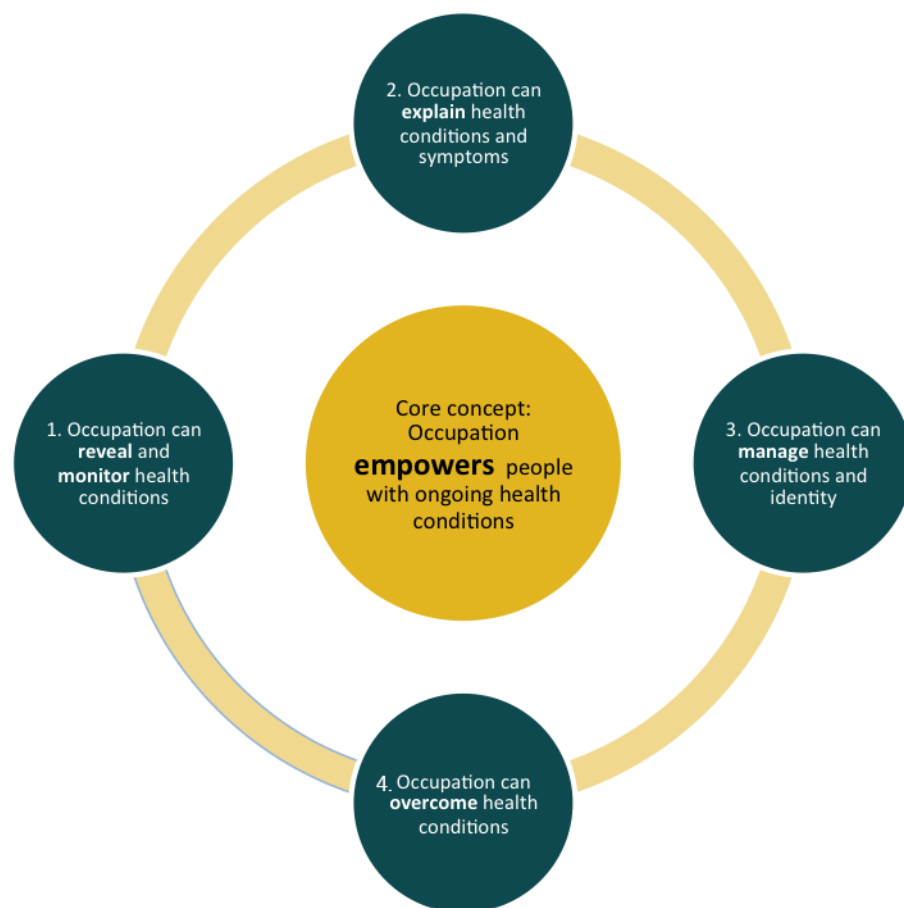 2. Occupation can
explain health
conditions and
symptoms
1. Occupation can
reveal and
monitor health
conditions
Core concept:
Occupation
empowers people
with ongoing health
conditions
3. Occupation can
manage health
conditions and
identity
4. Occupation can
overcome health
conditions